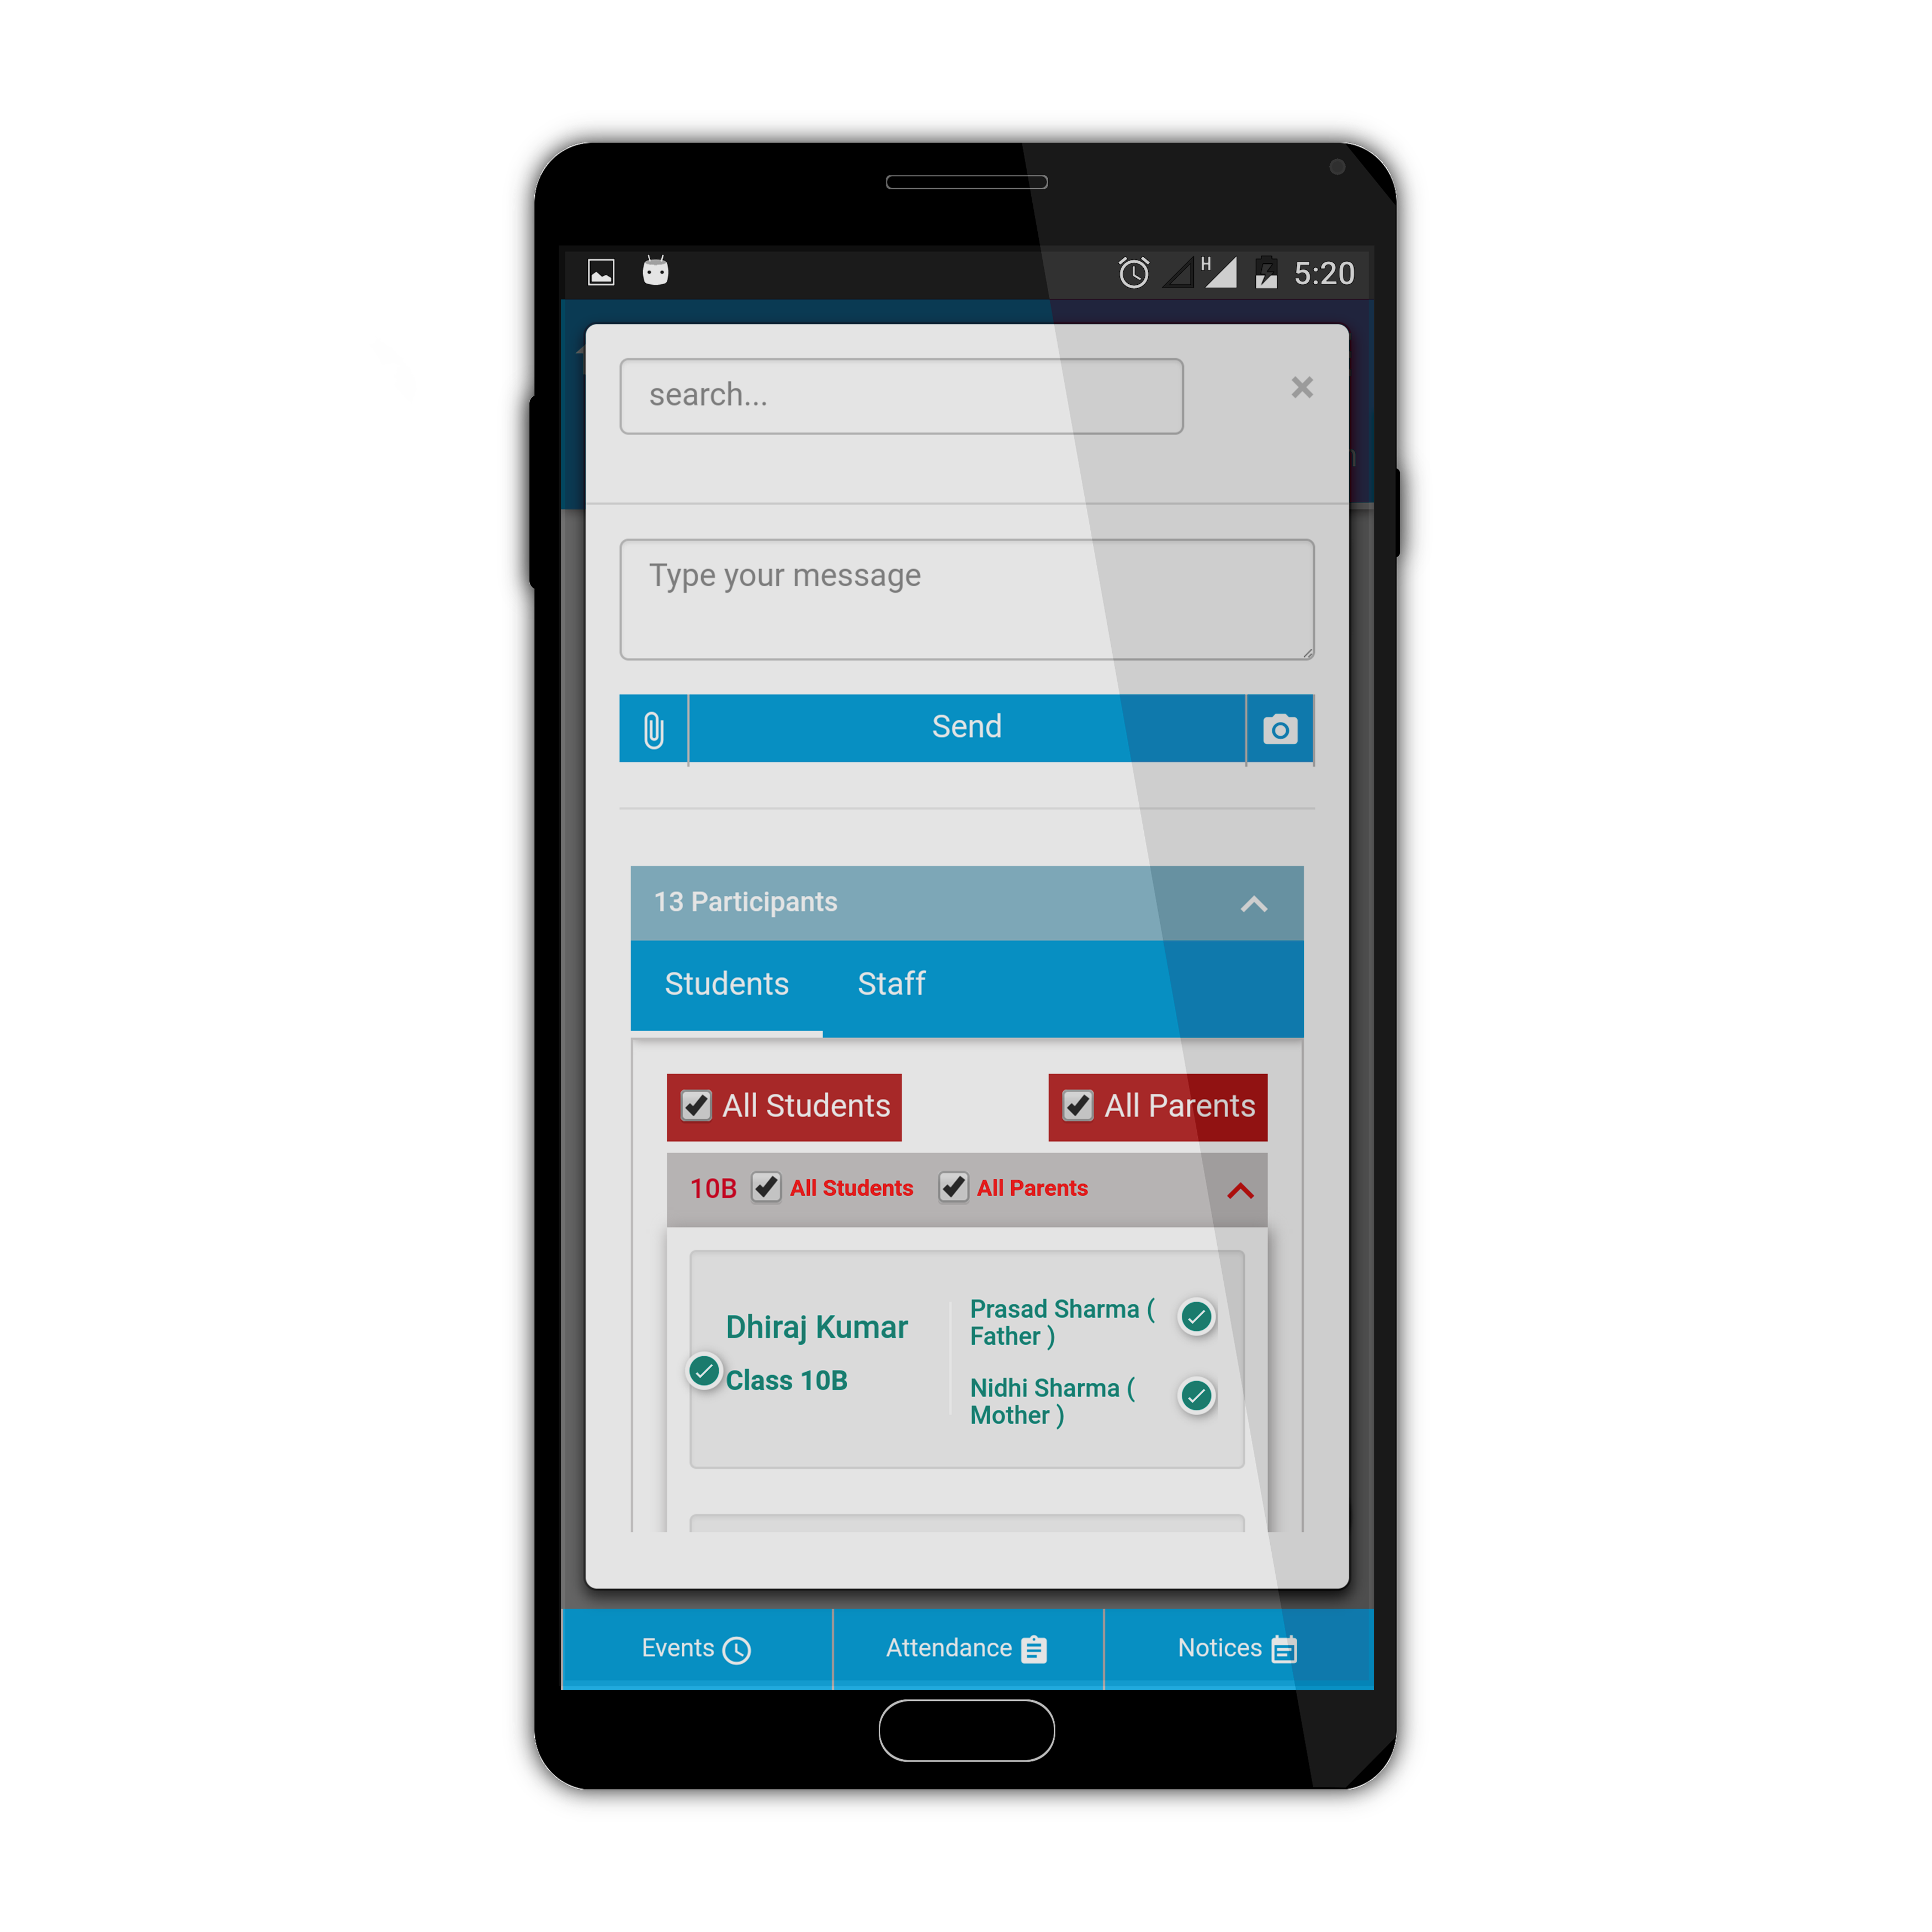 H 5:20
search...
Type your message
Send
13 Participants
Students Staff
All Students All Parents
10B All Students All Parents
Dhiraj Kumar
Class 10B
Prasad Sharma (
Father )
Nidhi Sharma (
Mother )
Events Attendance Notices